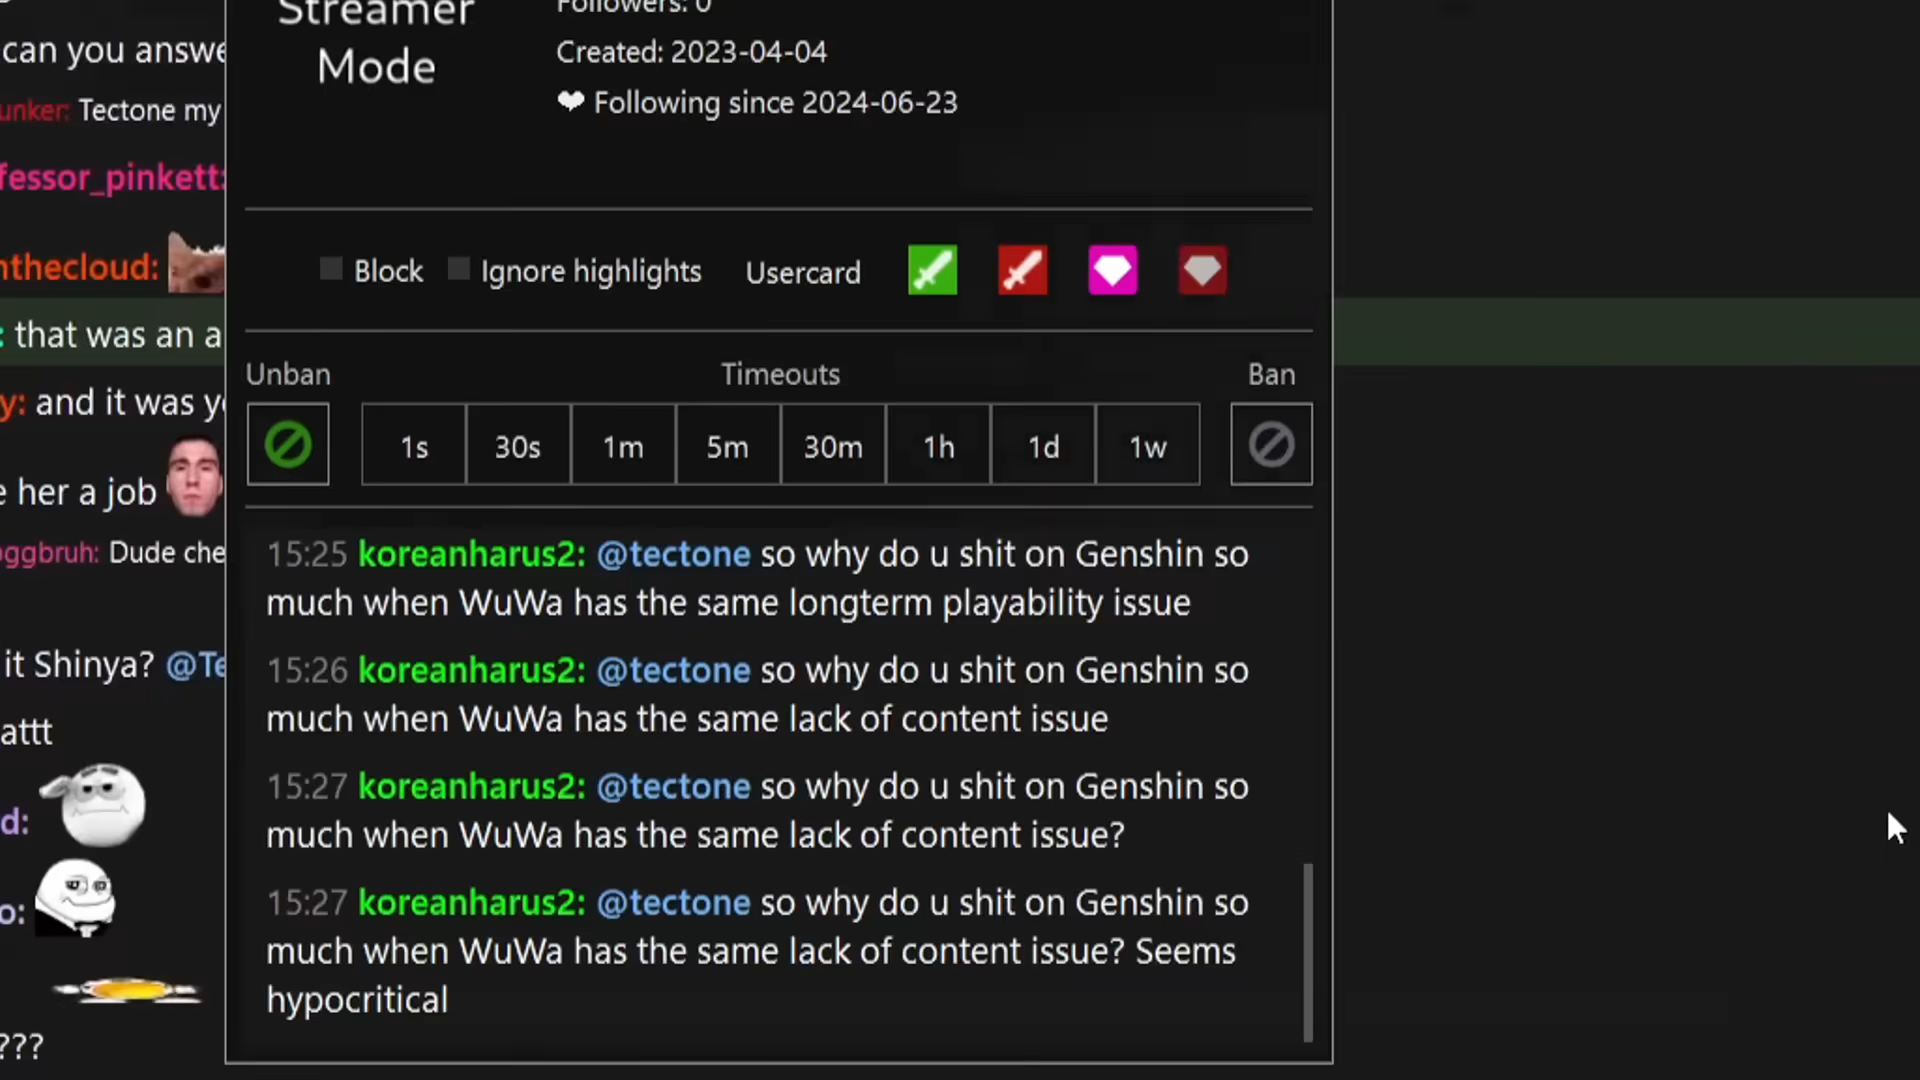 Streamer
Mode
Followers: 0
Created: 2023-04-04
Following since 2024-06-23
can you answe
unker: Tectone my
fessor_pinkett:
nthecloud:
: that was an a
y: and it was y
e her a job
oggbruh: Dude che
it Shinya? @Te
attt
d:
o:
???
Block
Ignore highlights
Usercard
Unban
Timeouts
Ban
1s 30s 1m 5m 30m 1h 1d 1w
15:25 koreanharus2: @tectone so why do u shit on Genshin so
much when WuWa has the same longterm playability issue
15:26 koreanharus2: @tectone so why do u shit on Genshin so
much when WuWa has the same lack of content issue
15:27 koreanharus2: @tectone so why do u shit on Genshin so
much when WuWa has the same lack of content issue?
15:27 koreanharus2: @tectone so why do u shit on Genshin so
much when WuWa has the same lack of content issue? Seems
hypocritical